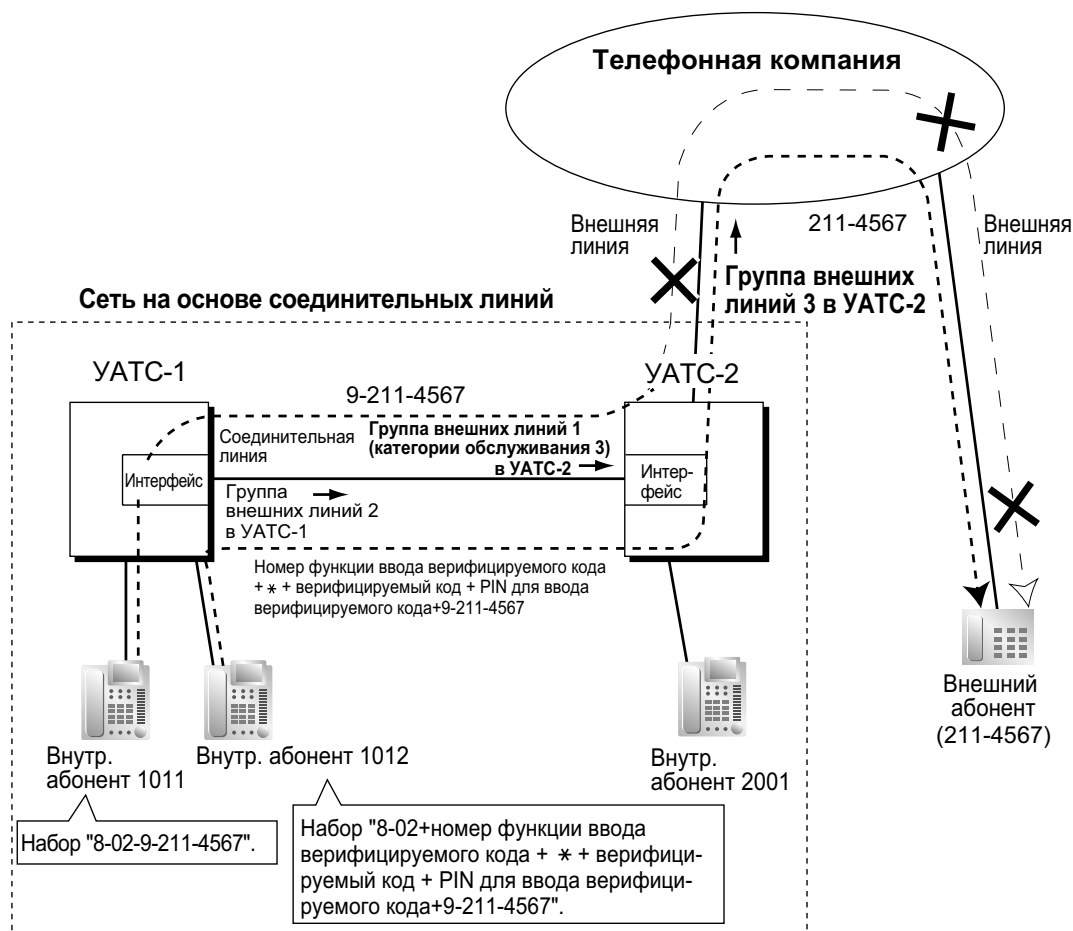 Телефонная компания
Внешняя
линия
211-4567
Внешняя
линия
Группа внешних
линий 3 в УАТС-2
Сеть на основе соединительных линий
УАТС-1
УАТС-2
9-211-4567
Соединительная
линия
Группа внешних линий 1
(категории обслуживания 3)
в УАТС-2
Интерфейс
Интер-
фейс
Группа
внешних линий 2
в УАТС-1
Номер функции ввода верифицируемого кода
+ * + верифицируемый код + PIN для ввода
верифицируемого кода+9-211-4567
Внутр.
абонент 1011
Внутр. абонент 1012
Внутр.
абонент 2001
Внешний
абонент
(211-4567)
Набор "8-02-9-211-4567".
Набор "8-02+номер функции ввода
верифицируемого кода + * + верифици-
руемый код + PIN для ввода верифици-
руемого кода+9-211-4567".